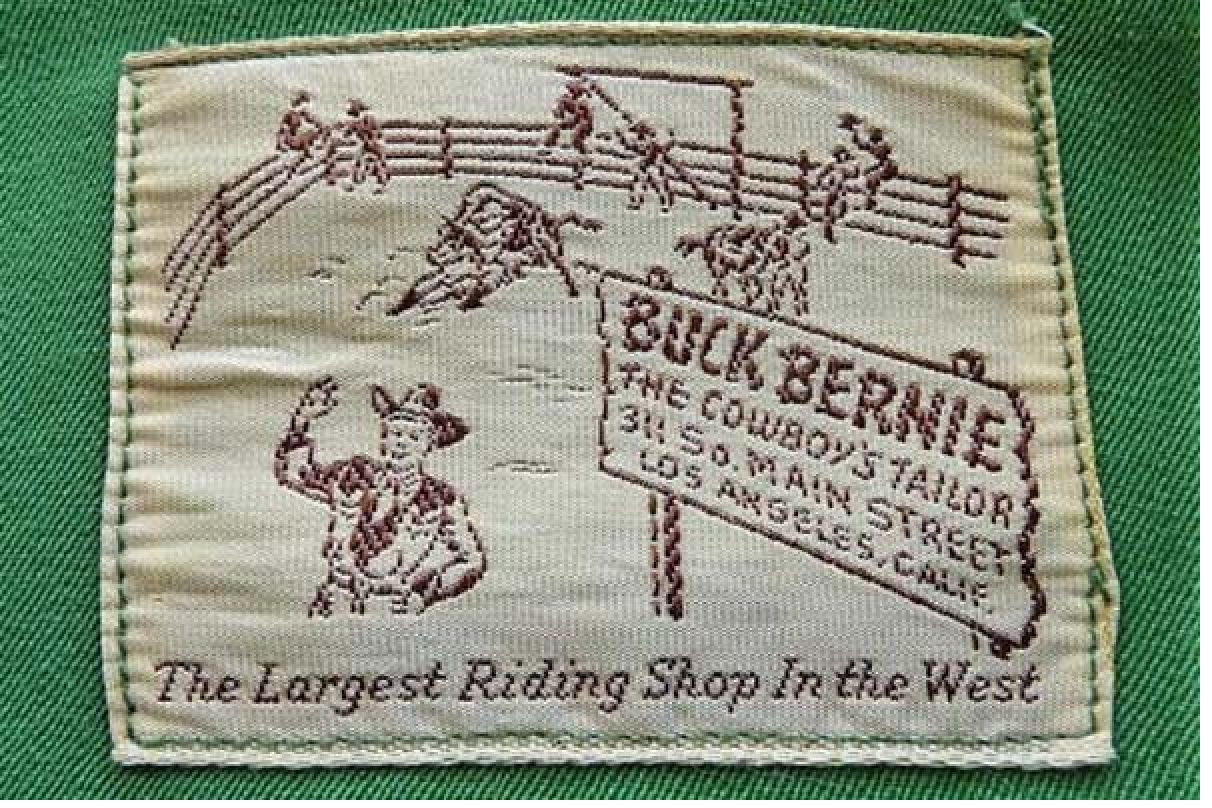 BUCK BERNIE
THE COWBOY'S TAILOR
311 SO. MAIN STREET
LOS ANGELES, CALIF.
The Largest Riding Shop In the West